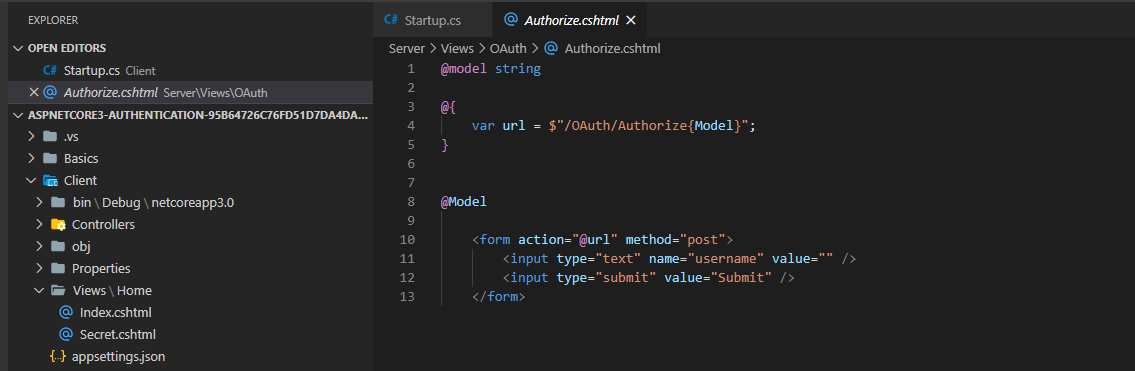 EXPLORER
OPEN EDITORS
C# Startup.cs Client
Authorize.cshtml Server\Views\OAuth
ASPNETCORE3-AUTHENTICATION-95B64726C76FD51D7DA4DA...
.vs
Basics
Client
bin \ Debug \ netcoreapp3.0
Controllers
obj
Properties
Views \ Home
Index.cshtml
Secret.cshtml
{..} appsettings.json
C# Startup.cs
Authorize.cshtml
Server > Views > OAuth > Authorize.cshtml
1 @model string
2
3 @{
4 var url = $"/OAuth/Authorize{Model}";
5 }
6
7
8 @Model
9
10 <form action="@url" method="post">
11 <input type="text" name="username" value="" />
12 <input type="submit" value="Submit" />
13 </form>